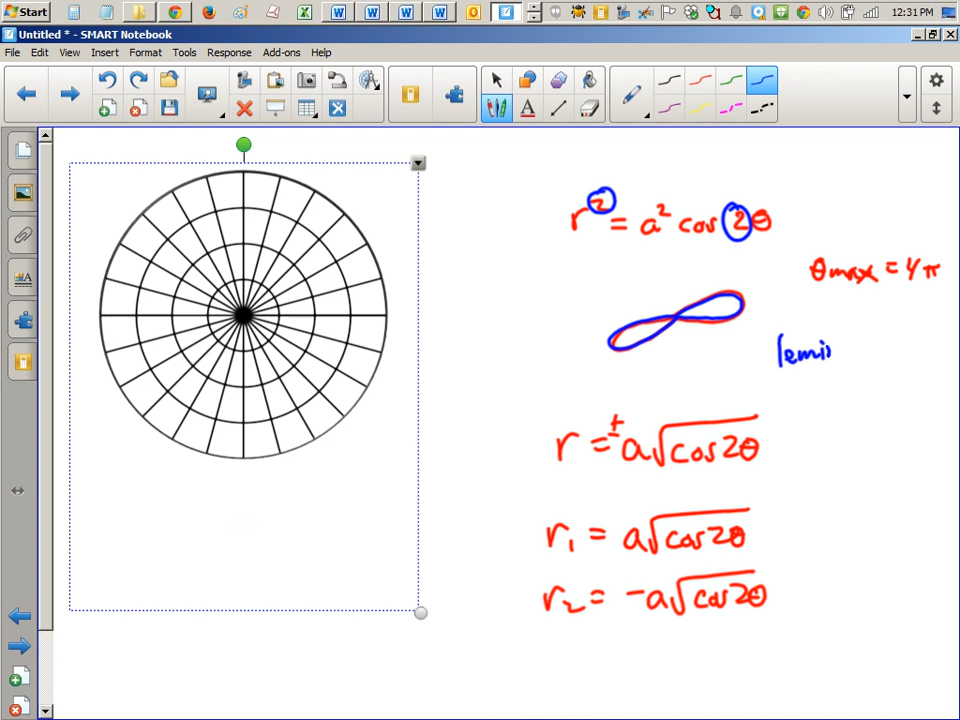 Start
12:31 PM
Untitled * - SMART Notebook
File Edit View Insert Format Tools Response Add-ons Help
r² = a² cos 2θ
θmax = 4π
lemi
r = ± a√cos2θ
r₁ = a√cos2θ
r₂ = -a√cos2θ